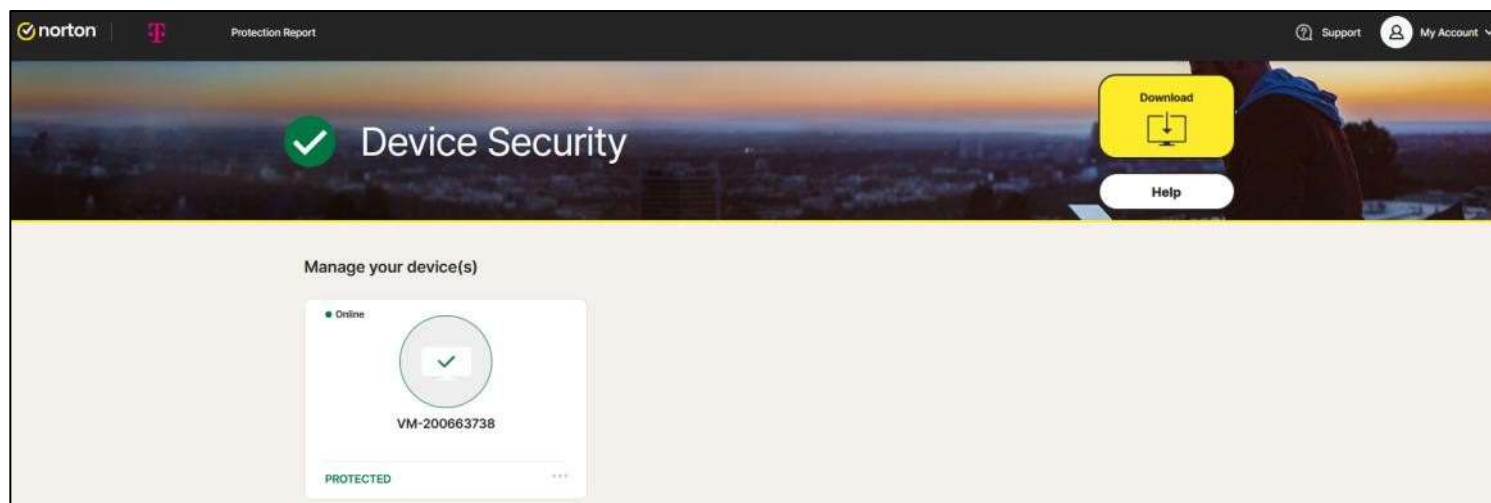 norton
T
Protection Report
Support
My Account
Device Security
Download
Help
Manage your device(s)
Online
VM-200663738
PROTECTED